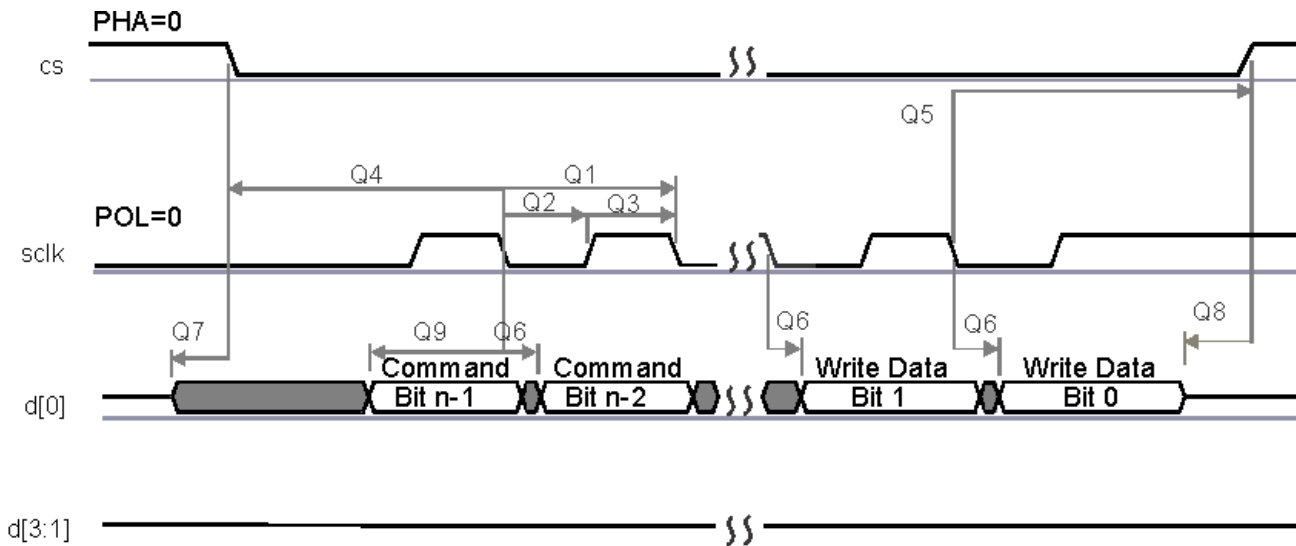 PHA=0
cs
Q5
Q4 Q1
Q2 Q3
POL=0
sclk
Q7 Q9 Q6 Q6 Q6 Q8
Command Command Write Data Write Data
d[0] Bit n-1 Bit n-2 Bit 1 Bit 0
d[3:1]